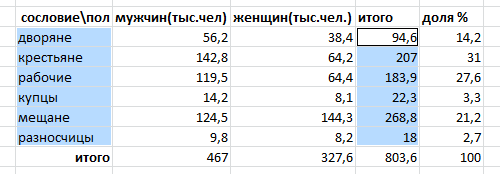 сословие\пол мужчин(тыс.чел) женщин(тыс.чел.) итого доля %
дворяне 56,2 38,4 94,6 14,2
крестьяне 142,8 64,2 207 31
рабочие 119,5 64,4 183,9 27,6
купцы 14,2 8,1 22,3 3,3
мещане 124,5 144,3 268,8 21,2
разносчицы 9,8 8,2 18 2,7
итого 467 327,6 803,6 100